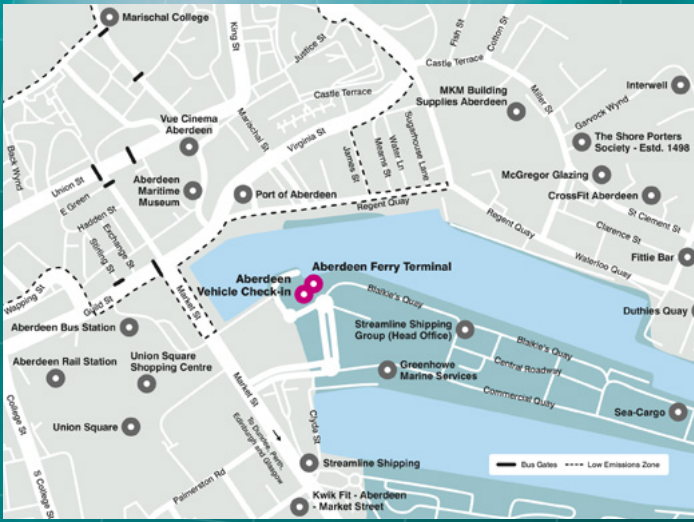 Marischal College
King St
Justice St
Fish St
Cotton St
Castle Terrace
Interwell
MKM Building
Supplies Aberdeen
Miller St
Garvock Wynd
Castle Terrace
Vue Cinema
Aberdeen
Marischal St
Virginia St
James St
Mearns St
Water Ln
Sugarhouse Lane
The Shore Porters
Society - Estd. 1498
Back Wynd
McGregor Glazing
Union St
Aberdeen
Maritime
Museum
Port of Aberdeen
CrossFit Aberdeen
E Green
Hadden St
Regent Quay
St Clement St
Stirling St
Exchange St
Regent Quay
Clarence St
Waterloo Quay
Fittie Bar
Aberdeen
Vehicle Check-in
Aberdeen Ferry Terminal
Wapping St
Guild St
Market St
Blaikie's Quay
Duthies Quay
Aberdeen Bus Station
Streamline Shipping
Group (Head Office)
Blaikie's Quay
Aberdeen Rail Station
Union Square
Shopping Centre
Central Roadway
Greenhowe
Marine Services
Market St
Commercial Quay
College St
Union Square
Sea-Cargo
Clyde St
To Dundee, Perth,
Edinburgh and Glasgow
Streamline Shipping
Bus Gates
Low Emissions Zone
S College St
Palmerston Rd
Kwik Fit - Aberdeen
- Market Street